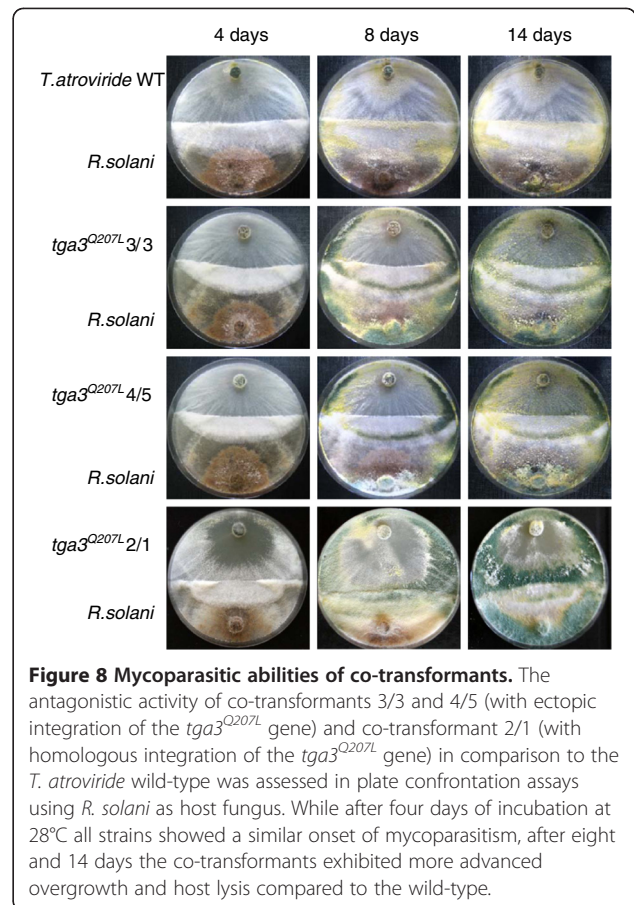 4 days 8 days 14 days
T.atroviride WT
R.solani
tga3Q207L 3/3
R.solani
tga3Q207L 4/5
R.solani
tga3Q207L 2/1
R.solani
Figure 8 Mycoparasitic abilities of co-transformants. The
antagonistic activity of co-transformants 3/3 and 4/5 (with ectopic
integration of the tga3Q207L gene) and co-transformant 2/1 (with
homologous integration of the tga3Q207L gene) in comparison to the
T. atroviride wild-type was assessed in plate confrontation assays
using R. solani as host fungus. While after four days of incubation at
28°C all strains showed a similar onset of mycoparasitism, after eight
and 14 days the co-transformants exhibited more advanced
overgrowth and host lysis compared to the wild-type.